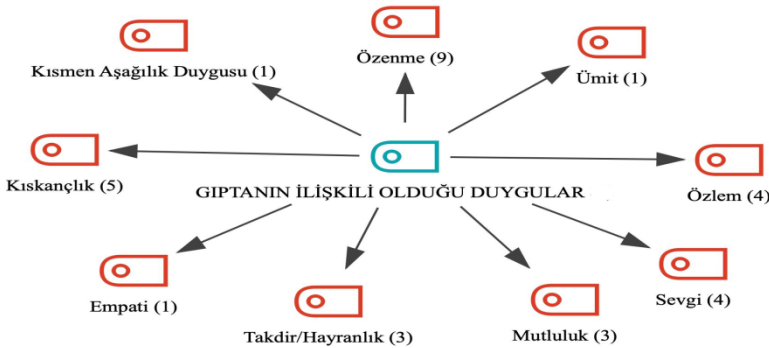 Özenme (9)
Kısmen Aşağılık Duygusu (1)
Ümit (1)
Kıskançlık (5)
GIPTANIN İLİŞKİLİ OLDUĞU DUYGULAR
Özlem (4)
Empati (1)
Takdir/Hayranlık (3)
Mutluluk (3)
Sevgi (4)